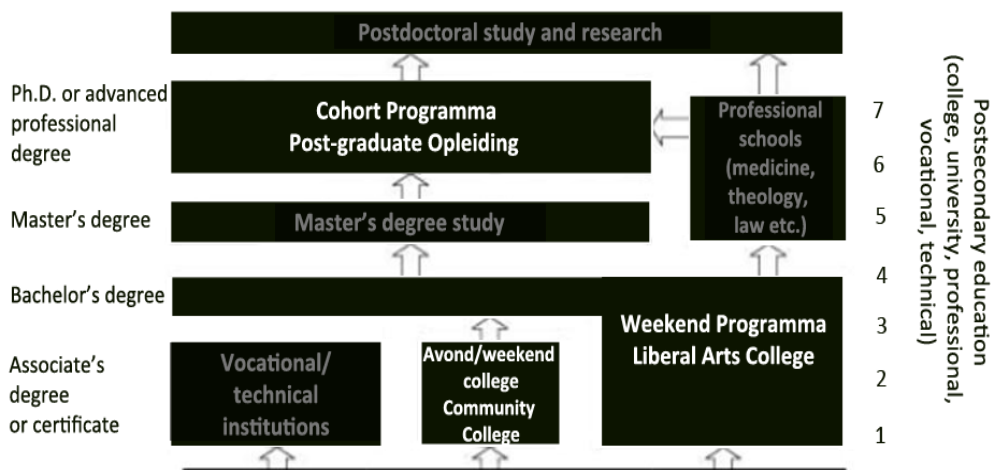 Postdoctoral study and research
Ph.D. or advanced
professional
degree
Cohort Programma
Post-graduate Opleiding
Professional
schools
(medicine,
theology,
law etc.)
7
6
5
Master's degree
Master's degree study
4
Bachelor's degree
3
Weekend Programma
Liberal Arts College
Associate's
degree
or certificate
Vocational/
technical
institutions
Avond/weekend
college
Community
College
2
1
Postsecondary education
(college, university, professional,
vocational, technical)